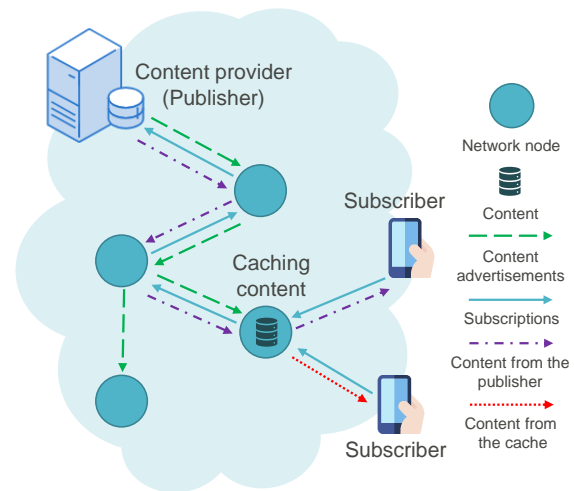 Content provider
(Publisher)
Subscriber
Caching
content
Subscriber
Network node
Content
Content
advertisements
Subscriptions
Content from the
publisher
Content from
the cache